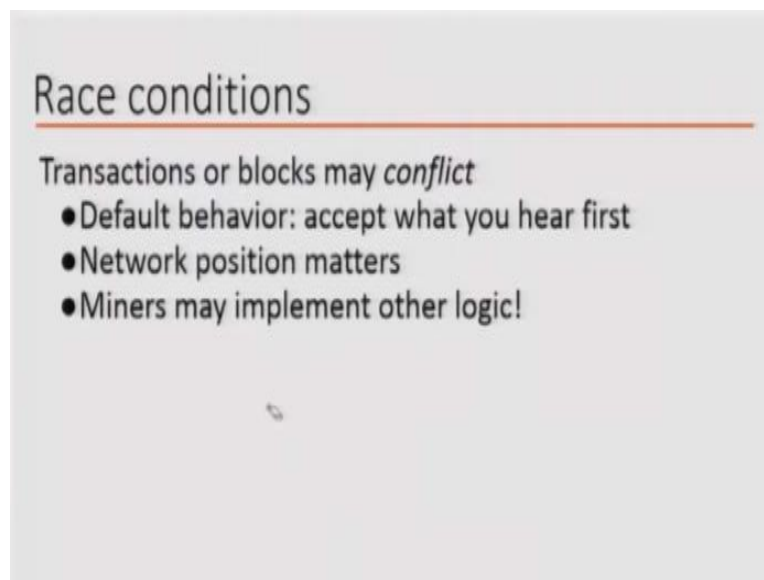 Race conditions
Transactions or blocks may conflict
●Default behavior: accept what you hear first
●Network position matters
●Miners may implement other logic!